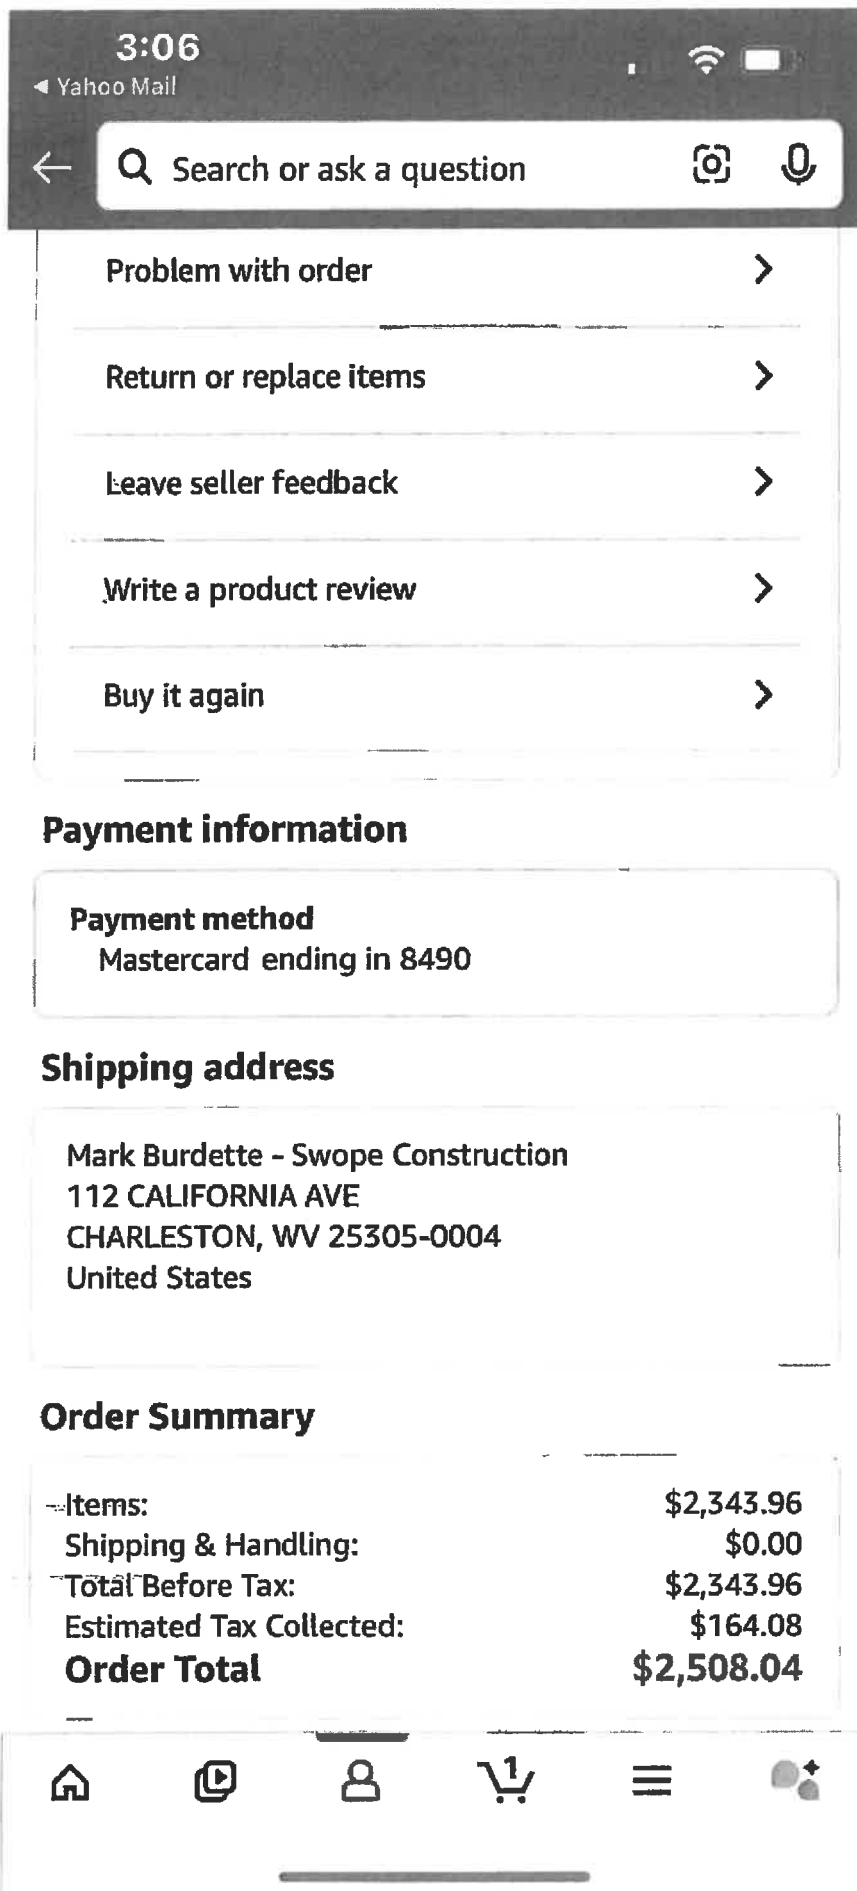 3:06
◀ Yahoo Mail
Search or ask a question
Problem with order
Return or replace items
Leave seller feedback
Write a product review
Buy it again
Payment information
Payment method
Mastercard ending in 8490
Shipping address
Mark Burdette - Swope Construction
112 CALIFORNIA AVE
CHARLESTON, WV 25305-0004
United States
Order Summary
Items: $2,343.96
Shipping & Handling: $0.00
Total Before Tax: $2,343.96
Estimated Tax Collected: $164.08
Order Total $2,508.04
1